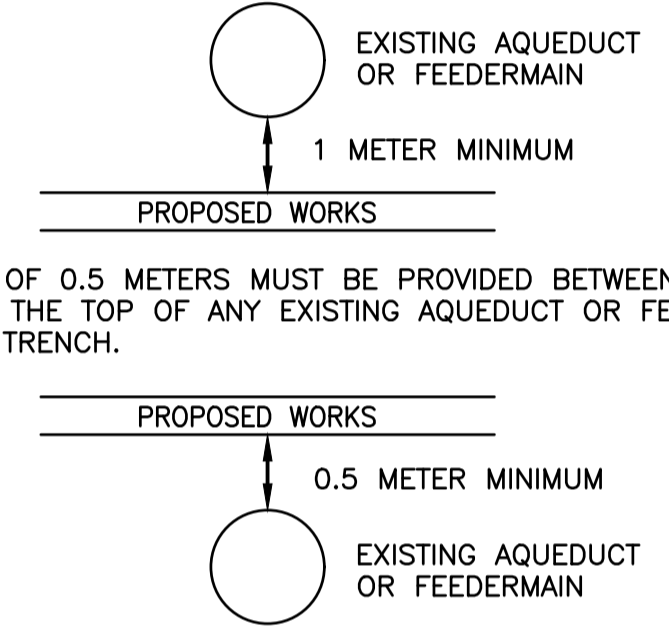 EXISTING AQUEDUCT
OR FEEDERMAIN
1 METER MINIMUM
PROPOSED WORKS
OF 0.5 METERS MUST BE PROVIDED BETWEEN
THE TOP OF ANY EXISTING AQUEDUCT OR FE
TRENCH.
PROPOSED WORKS
0.5 METER MINIMUM
EXISTING AQUEDUCT
OR FEEDERMAIN